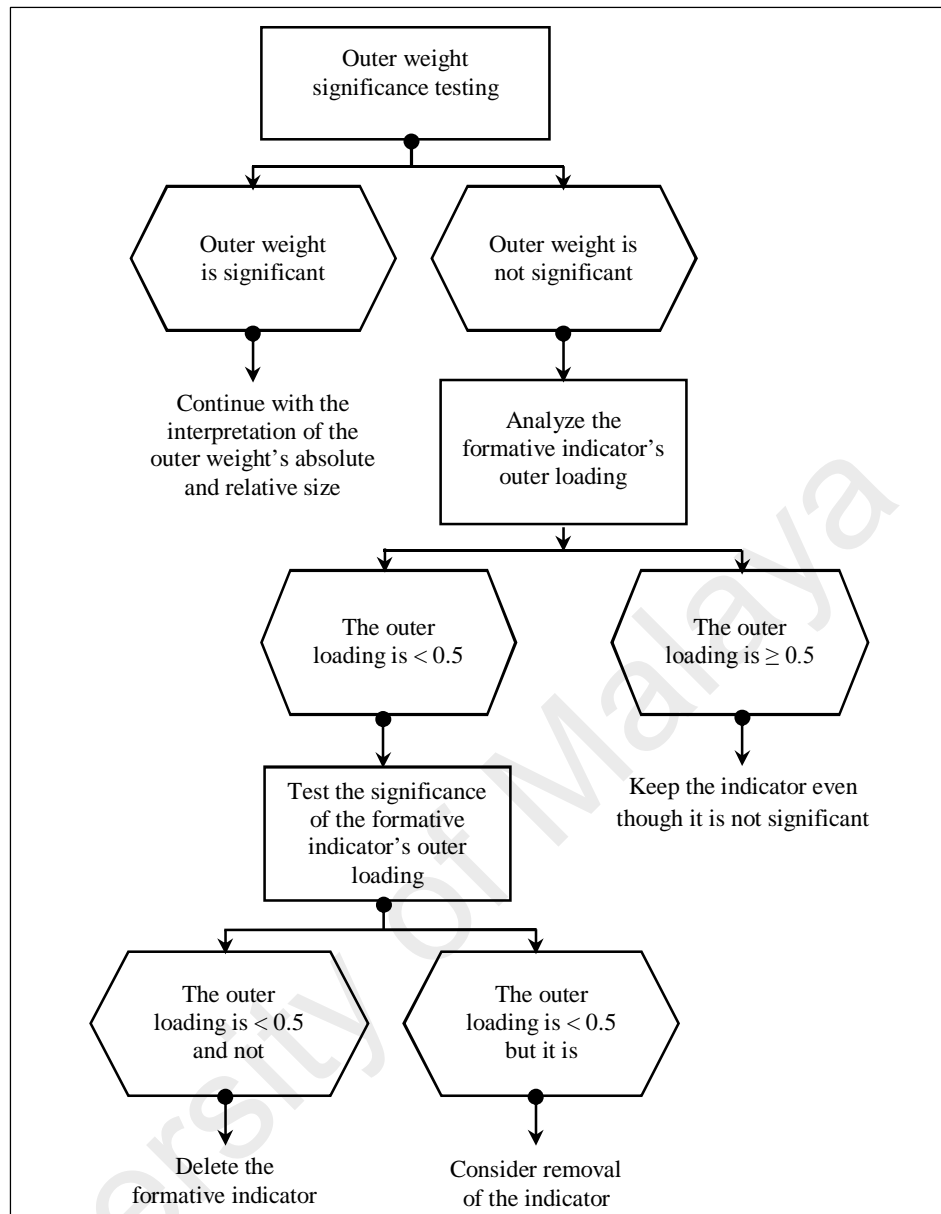 Outer weight
significance testing
Outer weight
is significant
Outer weight is
not significant
Continue with the
interpretation of the
outer weight's absolute
and relative size
Analyze the
formative indicator's
outer loading
The outer
loading is < 0.5
The outer
loading is ≥ 0.5
Test the significance
of the formative
indicator's outer
loading
Keep the indicator even
though it is not significant
The outer
loading is < 0.5
and not
The outer
loading is < 0.5
but it is
Delete the
formative indicator
Consider removal
of the indicator
ersity of Malaya